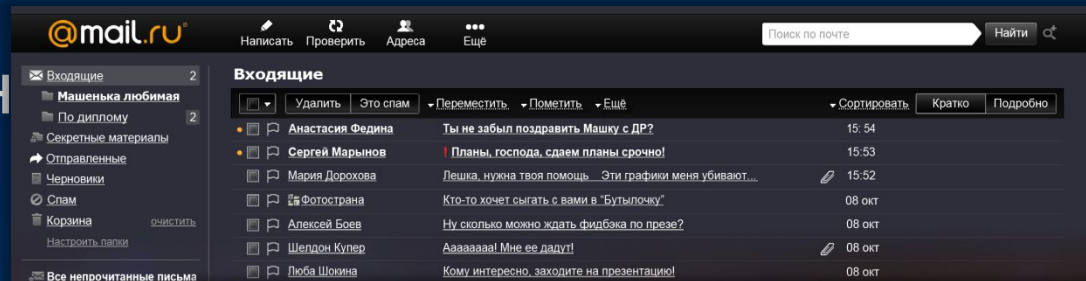 @mail.ru
Написать Проверить Адреса Ещё
Поиск по почте Найти
Входящие 2
Машенька любимая
По диплому 2
Секретные материалы
Отправленные
Черновики
Спам
Корзина очистить
Настроить папки
Все непрочитанные письма
Входящие
Удалить Это спам Переместить Пометить Ещё Сортировать Кратко Подробно
Анастасия Федина Ты не забыл поздравить Машку с ДР? 15: 54
Сергей Марынов ! Планы, господа, сдаем планы срочно! 15:53
Мария Дорохова Лешка, нужна твоя помощь Эти графики меня убивают... 15:52
Фотострана Кто-то хочет сыгать с вами в "Бутылочку" 08 окт
Алексей Боев Ну сколько можно ждать фидбэка по презе? 08 окт
Шелдон Купер Аааааааа! Мне ее дадут! 08 окт
Люба Шокина Кому интересно, заходите на презентацию! 08 окт